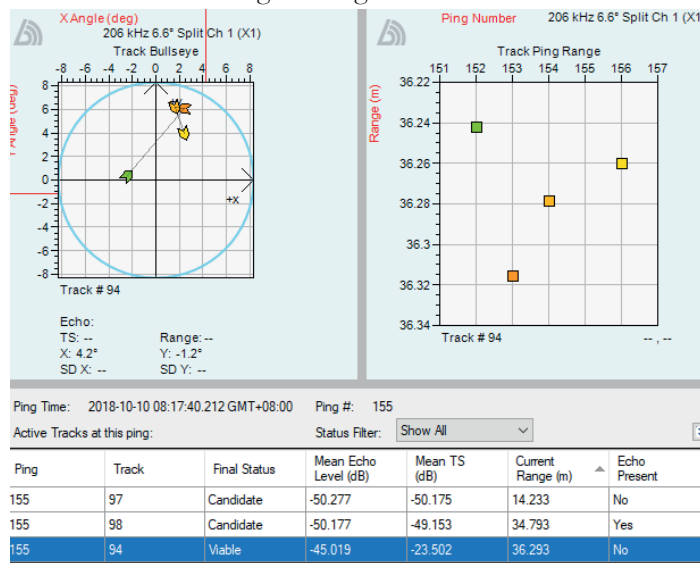 X Angle (deg)
206 kHz 6.6° Split Ch 1 (X1)
Track Bullseye
-8 -6 -4 -2 0 2 4 6 8
Y Angle (deg)
8
6
4
2
0
-2
-4
-6
-8
+x
Track # 94
Echo:
TS: -- Range: --
X: 4.2° Y: -1.2°
SD X: -- SD Y: --
Ping Number 206 kHz 6.6° Split Ch 1 (X1)
Track Ping Range
151 152 153 154 155 156 157
Range (m)
36.22
36.24
36.26
36.28
36.3
36.32
36.34
Track # 94 -- , --
Ping Time: 2018-10-10 08:17:40.212 GMT+08:00 Ping #: 155
Active Tracks at this ping: Status Filter: Show All
Ping Track Final Status Mean Echo Level (dB) Mean TS (dB) Current Range (m) Echo Present
155 97 Candidate -50.277 -50.175 14.233 No
155 98 Candidate -50.177 -49.153 34.793 Yes
155 94 Viable -45.019 -23.502 36.293 No